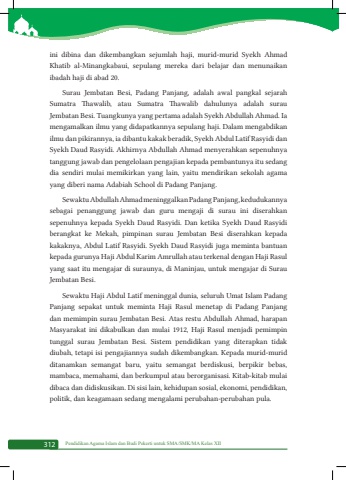 ini dibina dan dikembangkan sejumlah haji, murid-murid Syekh Ahmad
Khatib al-Minangkabaui, sepulang mereka dari belajar dan menunaikan
ibadah haji di abad 20.
Surau Jembatan Besi, Padang Panjang, adalah awal pangkal sejarah
Sumatra Thawalib, atau Sumatra Thawalib dahulunya adalah surau
Jembatan Besi. Tuangkunya yang pertama adalah Syekh Abdullah Ahmad. Ia
mengamalkan ilmu yang didapatkannya sepulang haji. Dalam mengabdikan
ilmu dan pikirannya, ia dibantu kakak beradik, Syekh Abdul Latif Rasyidi dan
Syekh Daud Rasyidi. Akhirnya Abdullah Ahmad menyerahkan sepenuhnya
tanggung jawab dan pengelolaan pengajian kepada pembantunya itu sedang
dia sendiri mulai memikirkan yang lain, yaitu mendirikan sekolah agama
yang diberi nama Adabiah School di Padang Panjang.
Sewaktu Abdullah Ahmad meninggalkan Padang Panjang, kedudukannya
sebagai penanggung jawab dan guru mengaji di surau ini diserahkan
sepenuhnya kepada Syekh Daud Rasyidi. Dan ketika Syekh Daud Rasyidi
berangkat ke Mekah, pimpinan surau Jembatan Besi diserahkan kepada
kakaknya, Abdul Latif Rasyidi. Syekh Daud Rasyidi juga meminta bantuan
kepada gurunya Haji Abdul Karim Amrullah atau terkenal dengan Haji Rasul
yang saat itu mengajar di suraunya, di Maninjau, untuk mengajar di Surau
Jembatan Besi.
Sewaktu Haji Abdul Latif meninggal dunia, seluruh Umat Islam Padang
Panjang sepakat untuk meminta Haji Rasul menetap di Padang Panjang
dan memimpin surau Jembatan Besi. Atas restu Abdullah Ahmad, harapan
Masyarakat ini dikabulkan dan mulai 1912, Haji Rasul menjadi pemimpin
tunggal surau Jembatan Besi. Sistem pendidikan yang diterapkan tidak
diubah, tetapi isi pengajiannya sudah dikembangkan. Kepada murid-murid
ditanamkan semangat baru, yaitu semangat berdiskusi, berpikir bebas,
mambaca, memahami, dan berkumpul atau berorganisasi. Kitab-kitab mulai
dibaca dan didiskusikan. Di sisi lain, kehidupan sosial, ekonomi, pendidikan,
politik, dan keagamaan sedang mengalami perubahan-perubahan pula.
312 Pendidikan Agama Islam dan Budi Pekerti untuk SMA/SMK/MA Kelas XII